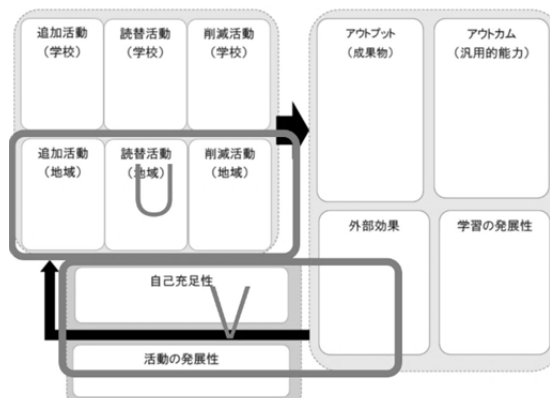 追加活動
(学校)
読替活動
(学校)
削減活動
(学校)
アウトプット
(成果物)
アウトカム
(汎用的能力)
追加活動
(地域)
読替活動
(地域)
削減活動
(地域)
U
外部効果
学習の発展性
自己充足性
V
活動の発展性